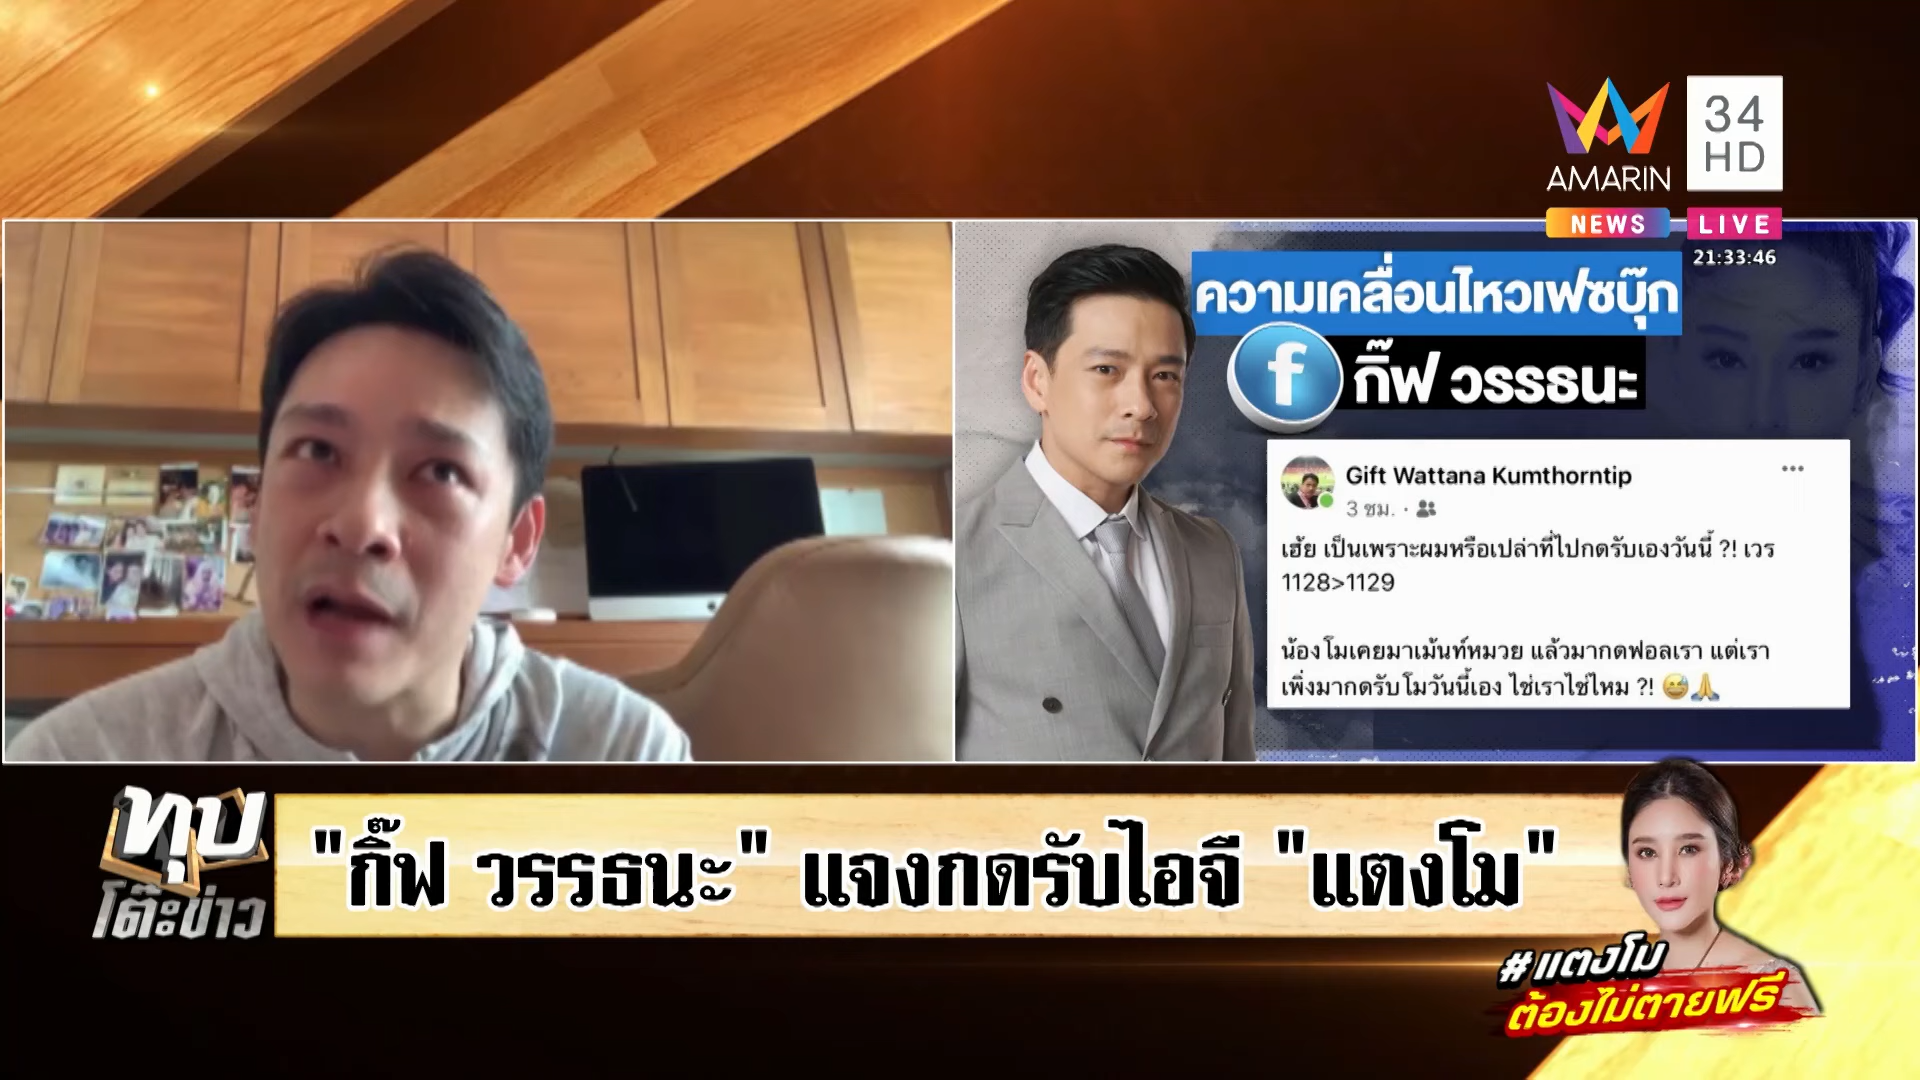 AMARIN
34
HD
NEWS
LIVE
21:33:46
ความเคลื่อนไหวเฟซบุ๊ก
f กิ๊ฟ วรรธนะ
Gift Wattana Kumthorntip
3 ชม.
เฮ้ย เป็นเพราะผมหรือเปล่าที่ไปกดรับเองวันนี้ ?! เวร
1128>1129
น้องโมเคยมาเม้นท์หมวย แล้วมากดฟอลเรา แต่เรา
เพิ่งมากดรับโมวันนี้เอง ไช่เราไช่ไหม ?! 😅🙏
ทุบ
โต๊ะข่าว
"กิ๊ฟ วรรธนะ" แจงกดรับไอจี "แตงโม"
#แตงโม
ต้องไม่ตายฟรี